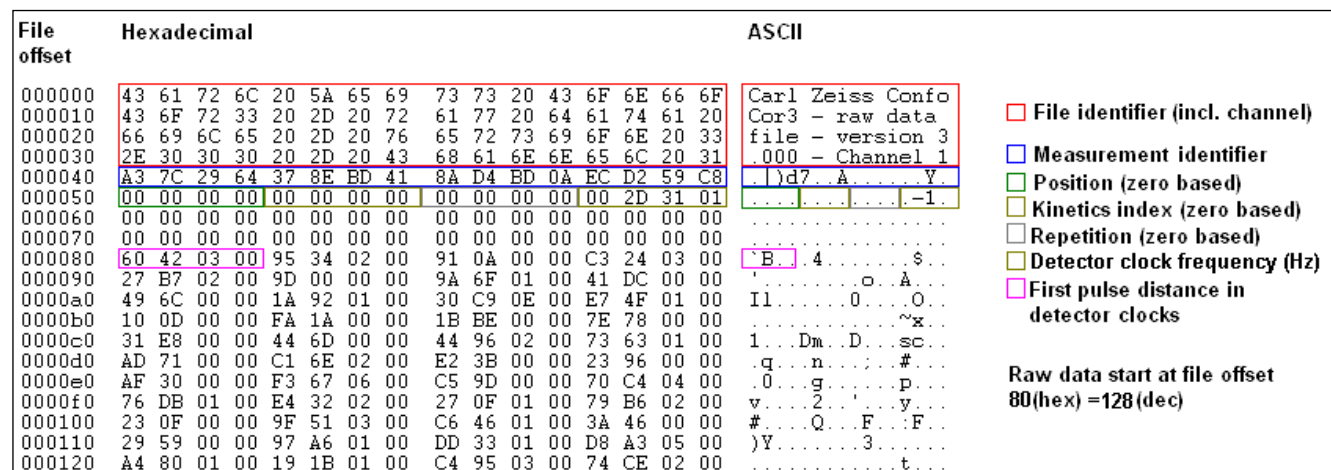 File offset Hexadecimal ASCII
000000 43 61 72 6C 20 5A 65 69 73 73 20 43 6F 6E 66 6F Carl Zeiss Confo
000010 43 6F 72 33 20 2D 20 72 61 77 20 64 61 74 61 20 Cor3 - raw data
000020 66 69 6C 65 20 2D 20 76 65 72 73 69 6F 6E 20 33 file - version 3
000030 2E 30 30 30 20 2D 20 43 68 61 6E 6E 65 6C 20 31 .000 - Channel 1
000040 A3 7C 29 64 37 8E BD 41 8A D4 BD 0A EC D2 59 C8 .|)d7..A......Y.
000050 00 00 00 00 00 00 00 00 00 00 00 00 00 2D 31 01 .............-1.
000060 00 00 00 00 00 00 00 00 00 00 00 00 00 00 00 00 ................
000070 00 00 00 00 00 00 00 00 00 00 00 00 00 00 00 00 ................
000080 60 42 03 00 95 34 02 00 91 0A 00 00 C3 24 03 00 `B...4.......$..
000090 27 B7 02 00 9D 00 00 00 9A 6F 01 00 41 DC 00 00 '........o..A...
0000a0 49 6C 00 00 1A 92 01 00 30 C9 0E 00 E7 4F 01 00 Il......0....O..
0000b0 10 0D 00 00 FA 1A 00 00 1B BE 00 00 7E 78 00 00 ............~x..
0000c0 31 E8 00 00 44 6D 00 00 44 96 02 00 73 63 01 00 1...Dm..D...sc..
0000d0 AD 71 00 00 C1 6E 02 00 E2 3B 00 00 23 96 00 00 .q...n...;..#...
0000e0 AF 30 00 00 F3 67 06 00 C5 9D 00 00 70 C4 04 00 .0...g......p...
0000f0 76 DB 01 00 E4 32 02 00 27 0F 01 00 79 B6 02 00 v....2..'...y...
000100 23 0F 00 00 9F 51 03 00 C6 46 01 00 3A 46 00 00 #....Q...F..:F..
000110 29 59 00 00 97 A6 01 00 DD 33 01 00 D8 A3 05 00 )Y.......3......
000120 A4 80 01 00 19 1B 01 00 C4 95 03 00 74 CE 02 00 ............t...
File identifier (incl. channel)
Measurement identifier
Position (zero based)
Kinetics index (zero based)
Repetition (zero based)
Detector clock frequency (Hz)
First pulse distance in
detector clocks
Raw data start at file offset
80(hex) =128(dec)